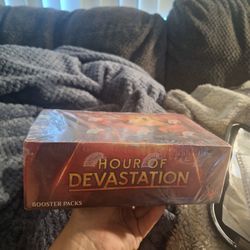 HOUR OF
DEVASTATION
BOOSTER PACKS